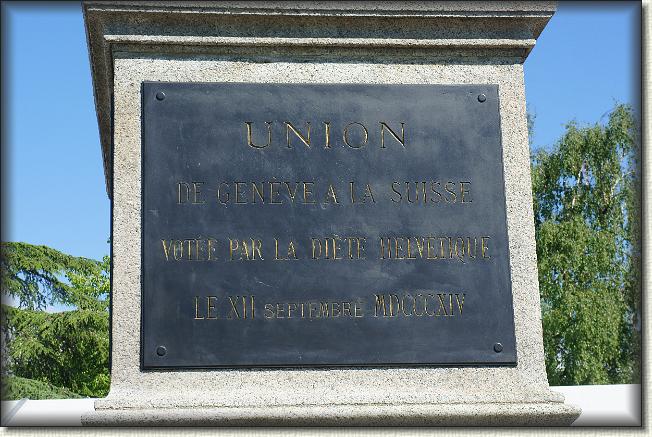 UNION
DE GENÈVE A LA SUISSE
VOTÉE PAR LA DIÈTE HELVÉTIQUE
LE XII SEPTEMBRE MDCCCXIV